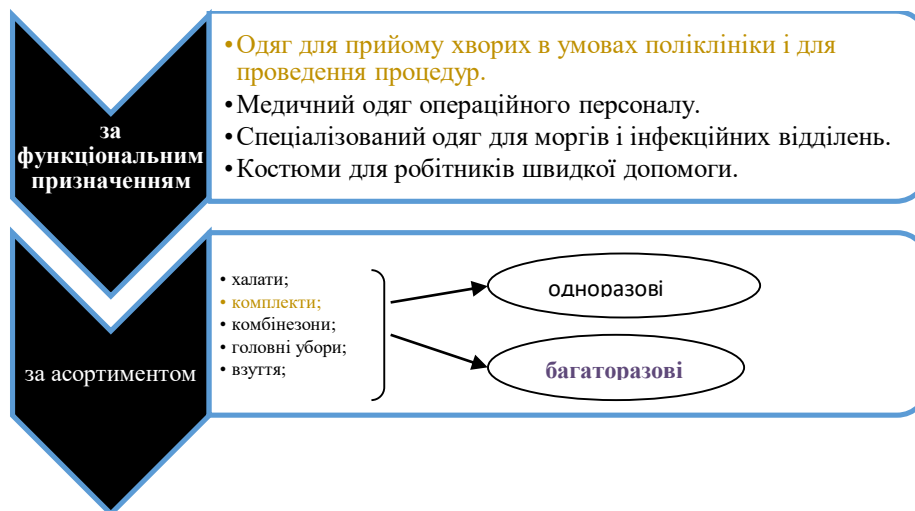 за
функціональним
призначенням
•Одяг для прийому хворих в умовах поліклініки і для
проведення процедур.
•Медичний одяг операційного персоналу.
•Спеціалізований одяг для моргів і інфекційних відділень.
•Костюми для робітників швидкої допомоги.
за асортиментом
• халати;
• комплекти;
• комбінезони;
• головні убори;
• взуття;
одноразові
багаторазові